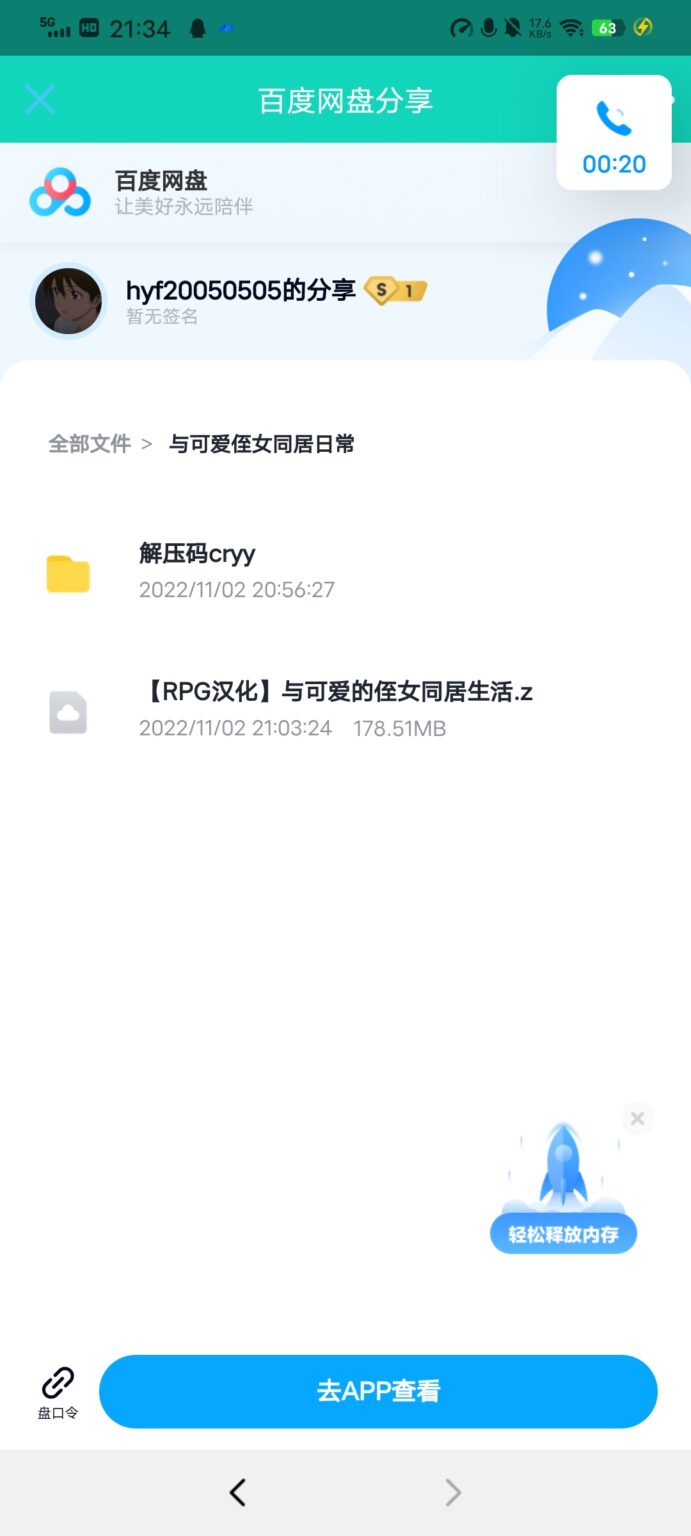 5G HD 21:34 17.6 KB/s 63
百度网盘分享
00:20
百度网盘
让美好永远陪伴
hyf20050505的分享 S 1
暂无签名
全部文件 > 与可爱侄女同居日常
解压码cryy
2022/11/02 20:56:27
【RPG汉化】与可爱的侄女同居生活.z
2022/11/02 21:03:24 178.51MB
轻松释放内存
盘口令
去APP查看